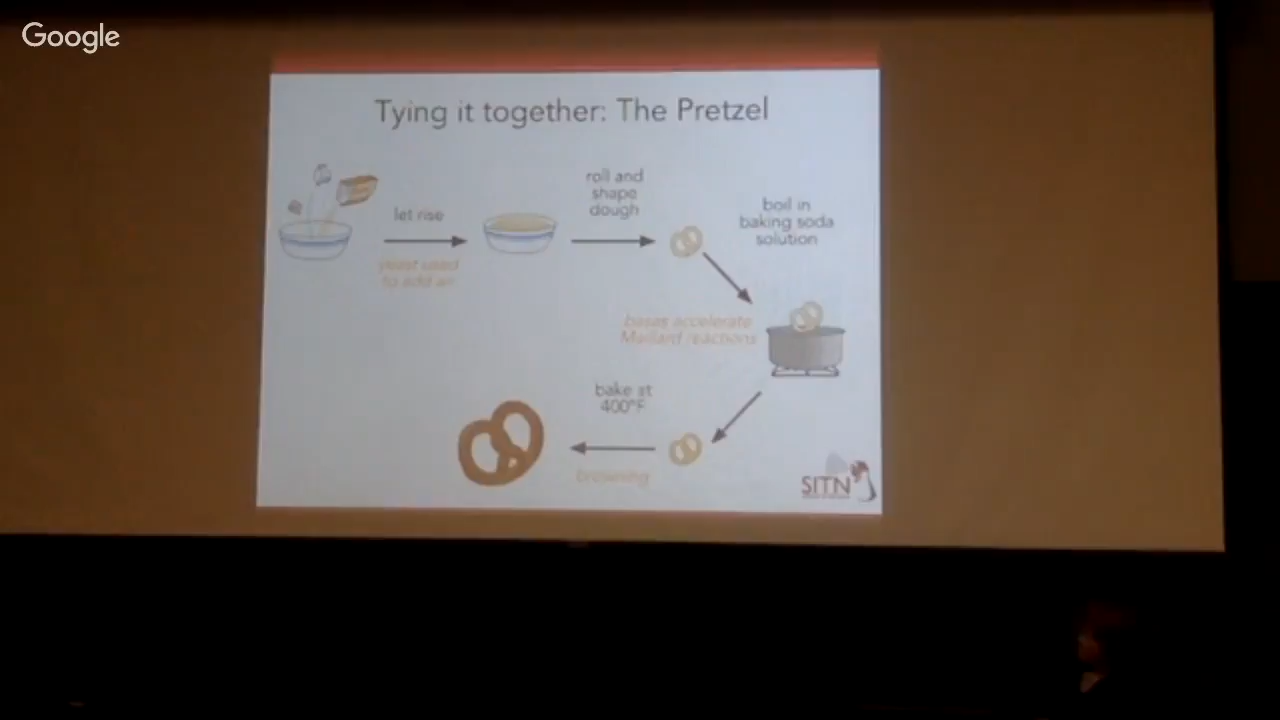 Google
Tying it together: The Pretzel
let rise
yeast used
to add air
roll and
shape
dough
boil in
baking soda
solution
bases accelerate
Maillard reactions
bake at
400°F
browning
SITN